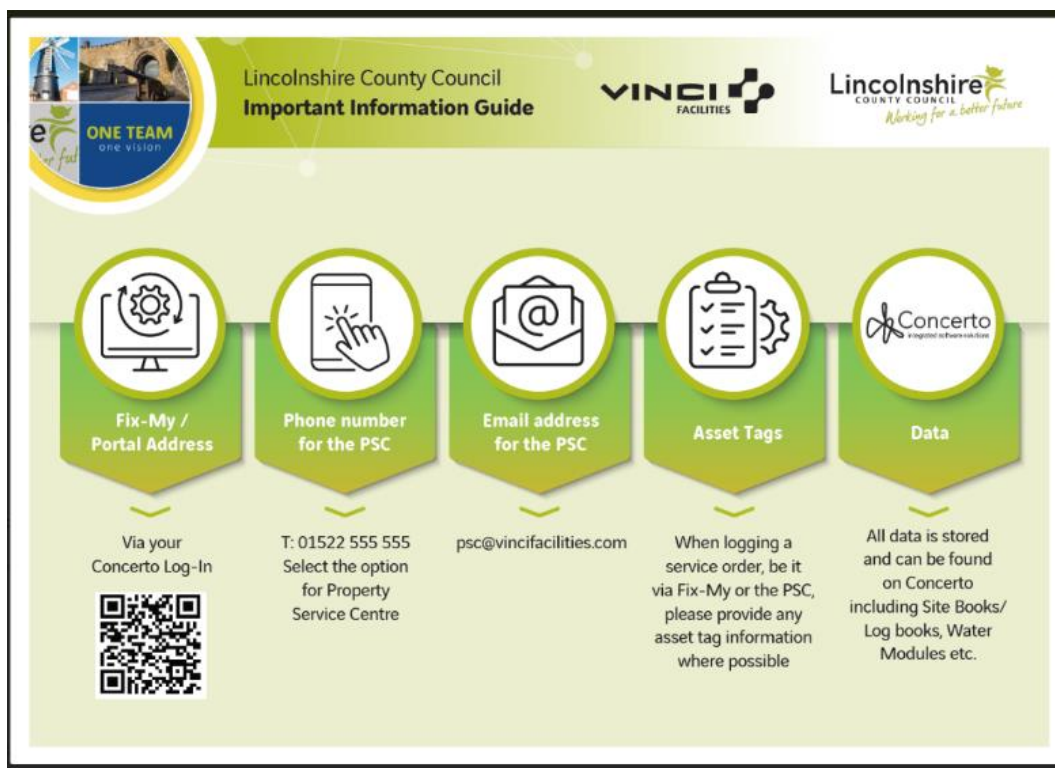 Lincolnshire County Council
Important Information Guide
VINCI
FACILITIES
Lincolnshire
COUNTY COUNCIL
Working for a better future
ONE TEAM
one vision
Fix-My /
Portal Address
Via your
Concerto Log-In
Phone number
for the PSC
T: 01522 555 555
Select the option
for Property
Service Centre
Email address
for the PSC
psc@vincifacilities.com
Asset Tags
When logging a
service order, be it
via Fix-My or the PSC,
please provide any
asset tag information
where possible
Concerto
integrated software solutions
Data
All data is stored
and can be found
on Concerto
including Site Books/
Log books, Water
Modules etc.